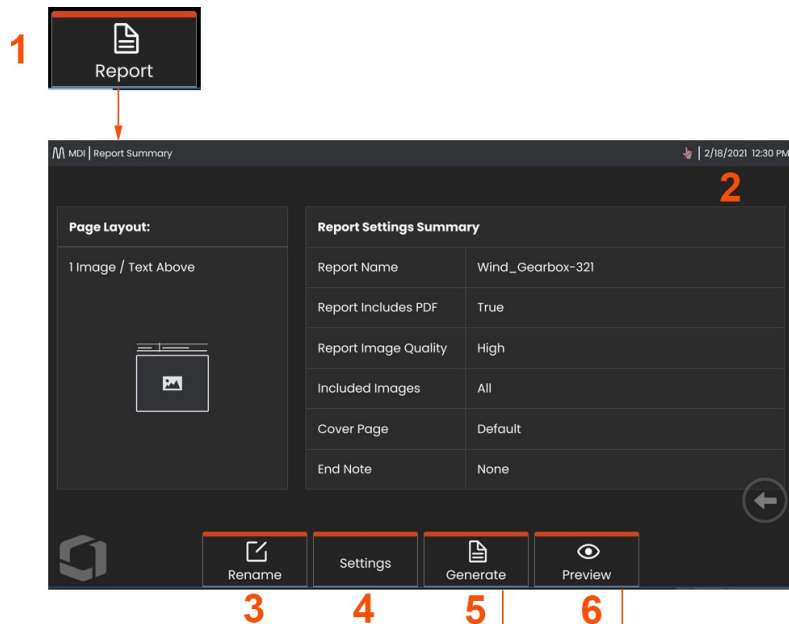 1
Report
MDI | Report Summary
2/18/2021 12:30 PM
2
Page Layout:
1 Image / Text Above
Report Settings Summary
Report Name Wind_Gearbox-321
Report Includes PDF True
Report Image Quality High
Included Images All
Cover Page Default
End Note None
Rename
Settings
Generate
Preview
3 4 5 6